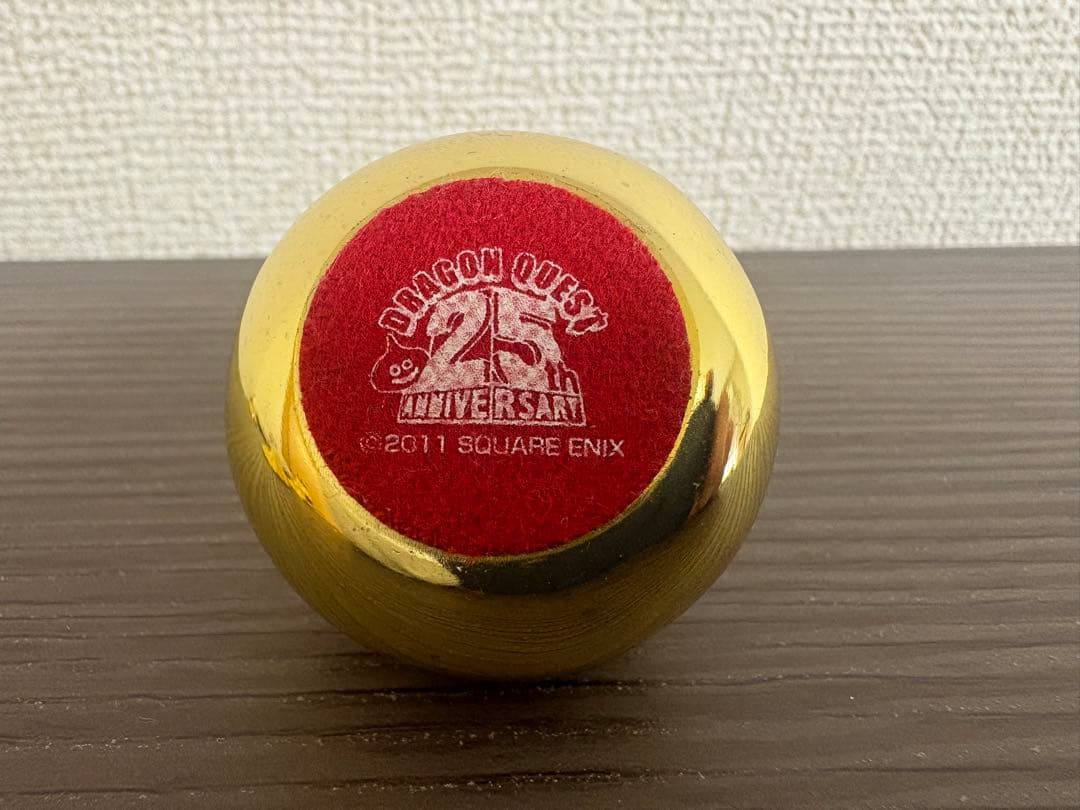 DRAGON QUEST
25th
ANNIVERSARY
©2011 SQUARE ENIX